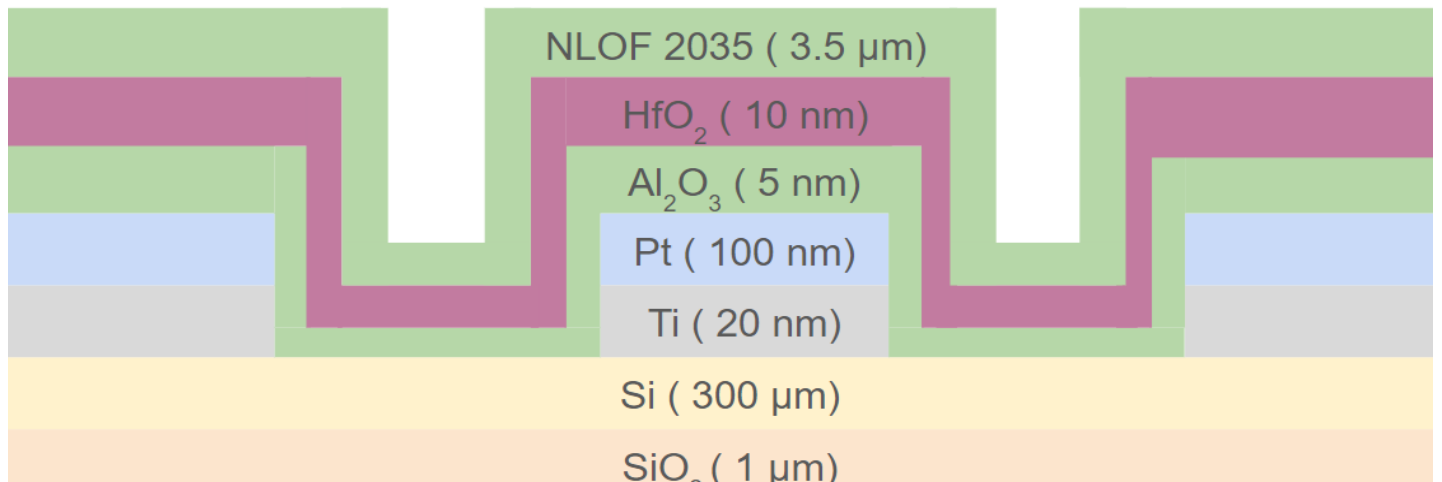 NLOF 2035 ( 3.5 µm)
HfO₂ ( 10 nm)
Al₂O₃ ( 5 nm)
Pt ( 100 nm)
Ti ( 20 nm)
Si ( 300 µm)
SiO₂ ( 1 µm)